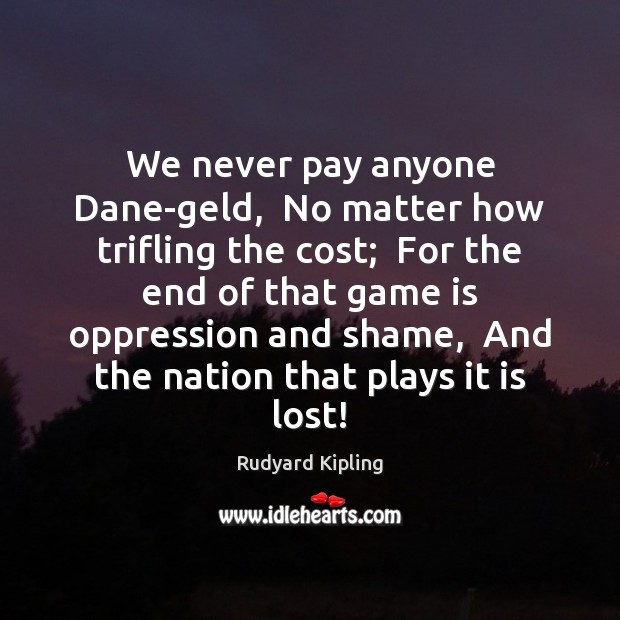 We never pay anyone
Dane-geld,  No matter how
trifling the cost;  For the
end of that game is
oppression and shame,  And
the nation that plays it is
lost!
Rudyard Kipling
www.idlehearts.com